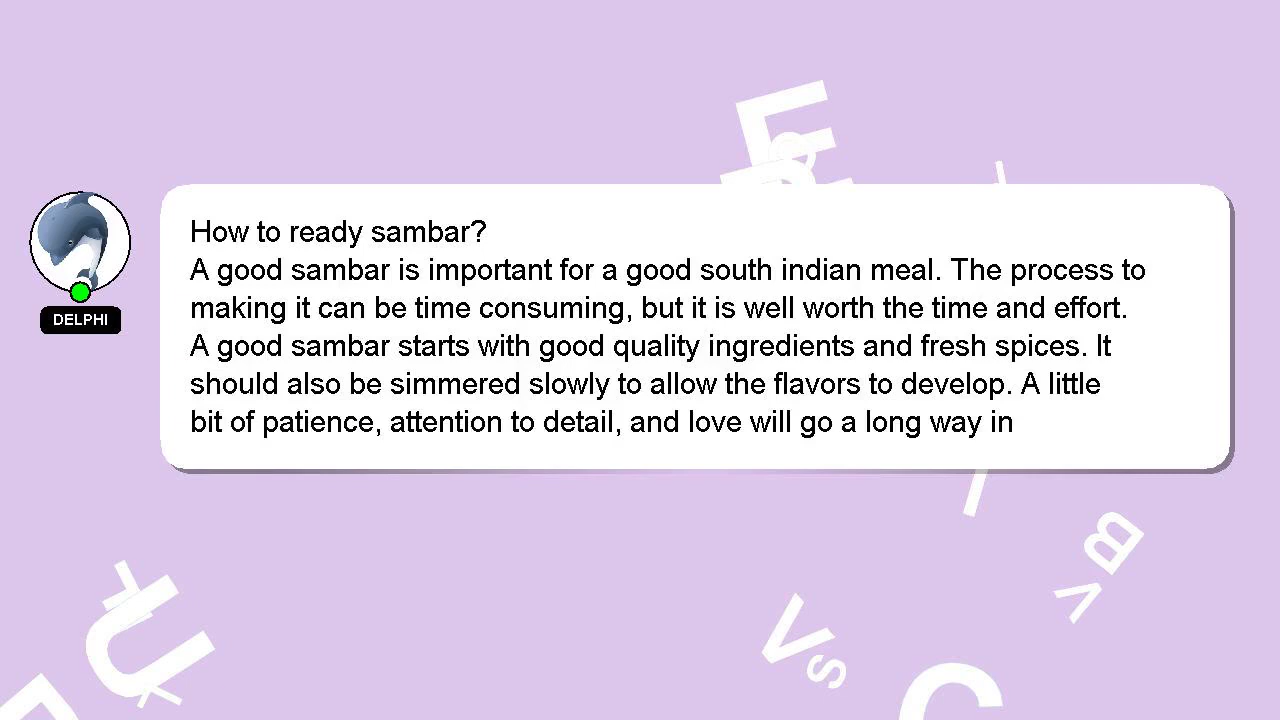 How to ready sambar?
A good sambar is important for a good south indian meal. The process to
making it can be time consuming, but it is well worth the time and effort.
A good sambar starts with good quality ingredients and fresh spices. It
should also be simmered slowly to allow the flavors to develop. A little
bit of patience, attention to detail, and love will go a long way in
DELPHI
E
B
V
V
S
U
C